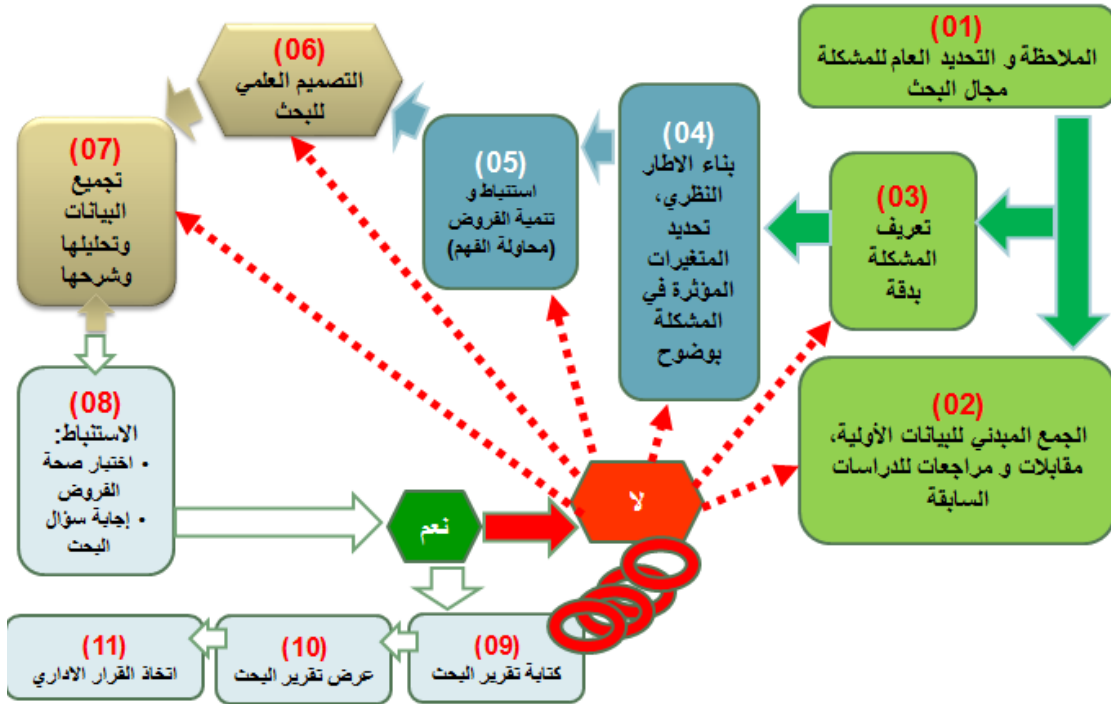 (01)
الملاحظة و التحديد العام للمشكلة
مجال البحث
(02)
الجمع المبدئي للبيانات الأولية،
مقابلات و مراجعات للدراسات
السابقة
(03)
تعريف
المشكلة
بدقة
(04)
بناء الاطار
النظري،
تحديد
المتغيرات
المؤثرة في
المشكلة
بوضوح
(05)
استنباط و
تنمية الفروض
(محاولة الفهم)
(06)
التصميم العلمي
للبحث
(07)
تجميع
البيانات
وتحليلها
وشرحها
(08)
الاستنباط:
• اختبار صحة
الفروض
• إجابة سؤال
البحث
نعم
لا
(09)
كتابة تقرير البحث
(10)
عرض تقرير البحث
(11)
اتخاذ القرار الاداري